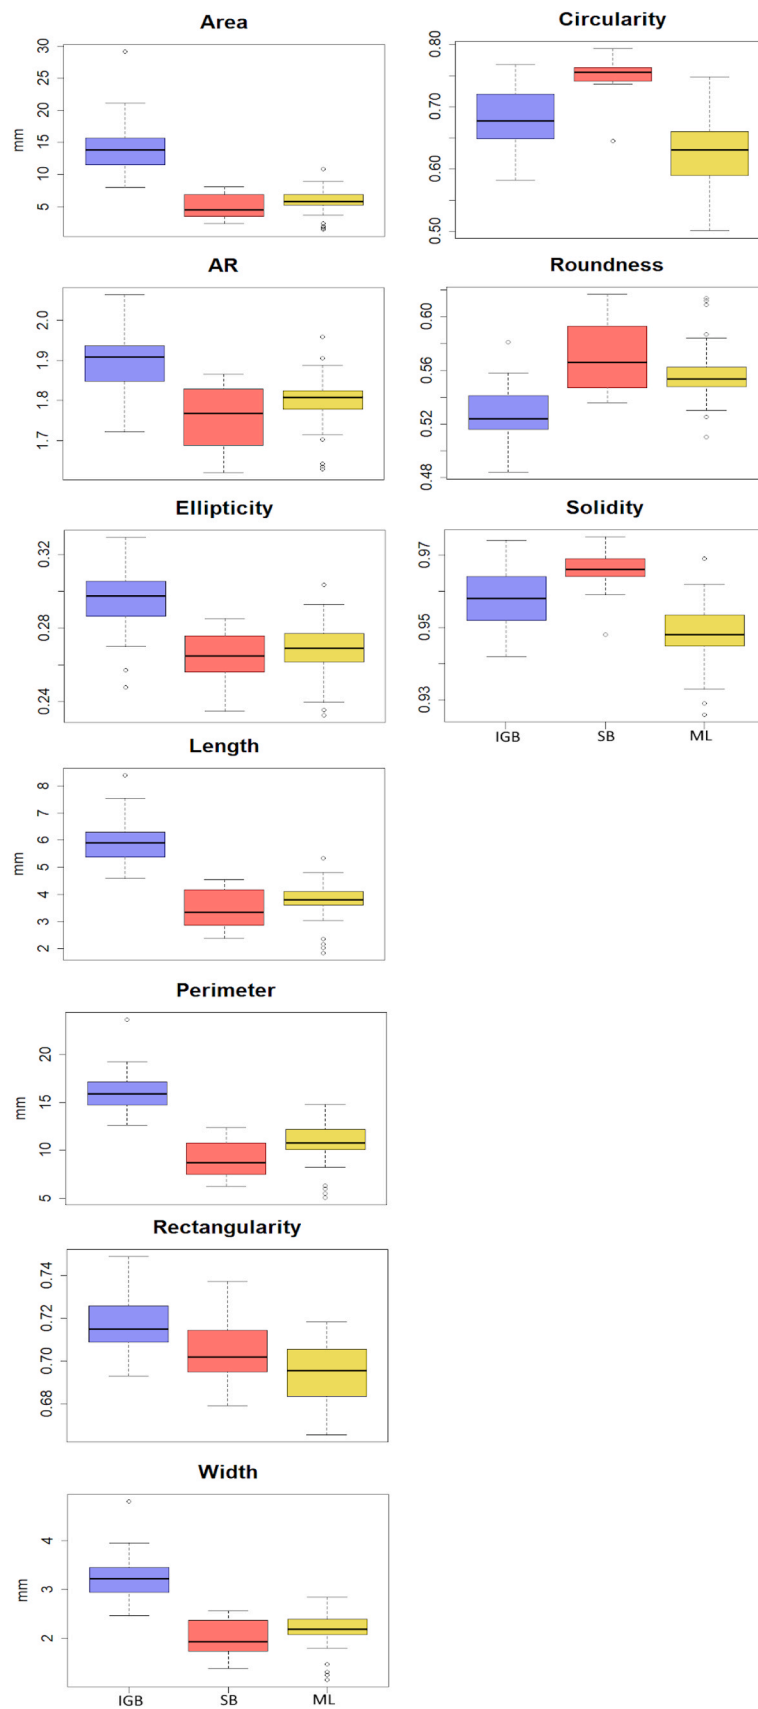 Area
30
25
20
15
10
5
mm
Circularity
0.80
0.70
0.60
0.50
AR
2.0
1.9
1.8
1.7
Roundness
0.60
0.56
0.52
0.48
Ellipticity
0.32
0.28
0.24
Solidity
0.97
0.95
0.93
IGB SB ML
Length
8
7
6
5
4
3
2
mm
Perimeter
20
15
10
5
mm
Rectangularity
0.74
0.72
0.70
0.68
Width
4
3
2
mm
IGB SB ML